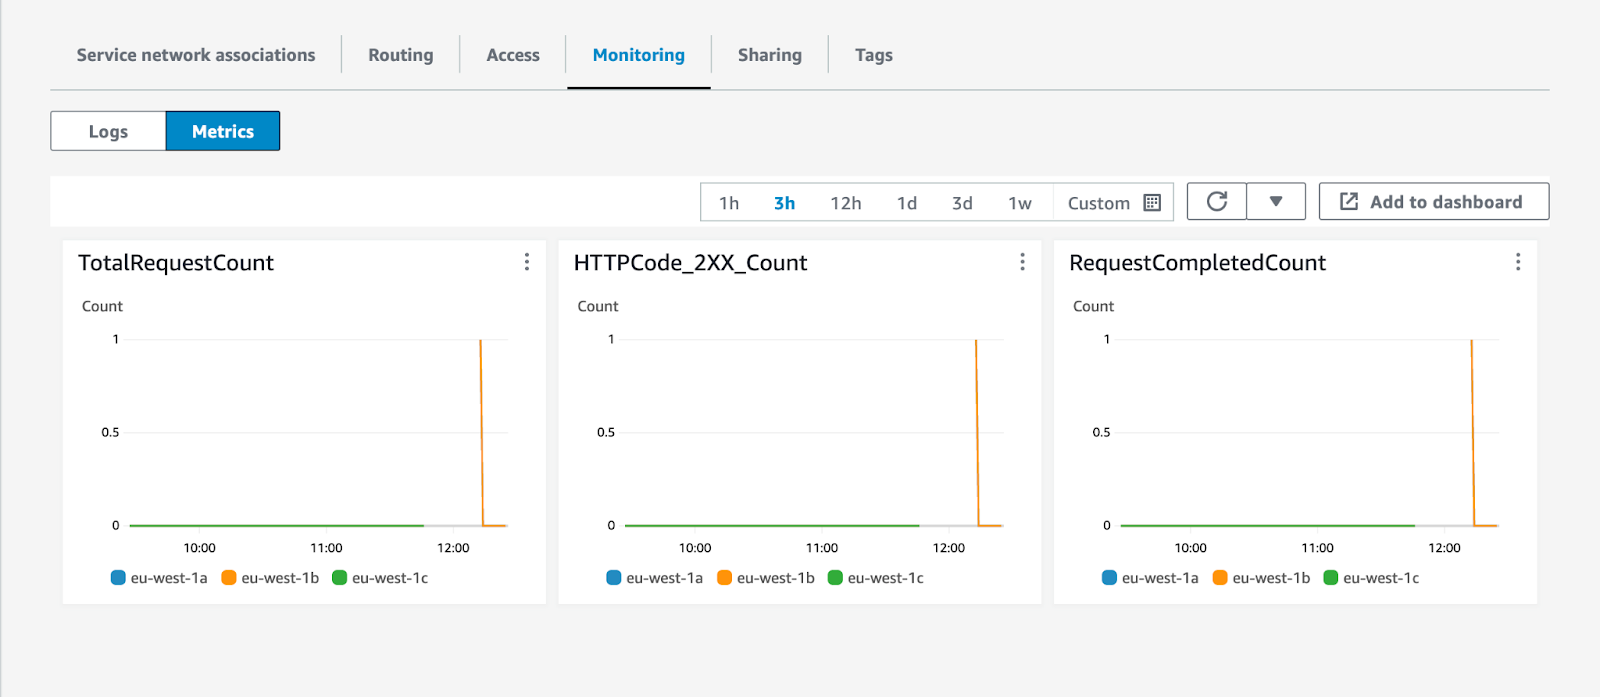 Service network associations Routing Access Monitoring Sharing Tags
Logs Metrics
1h 3h 12h 1d 3d 1w Custom Add to dashboard
TotalRequestCount
Count
1
0.5
0
10:00 11:00 12:00
eu-west-1a eu-west-1b eu-west-1c
HTTPCode_2XX_Count
Count
1
0.5
0
10:00 11:00 12:00
eu-west-1a eu-west-1b eu-west-1c
RequestCompletedCount
Count
1
0.5
0
10:00 11:00 12:00
eu-west-1a eu-west-1b eu-west-1c